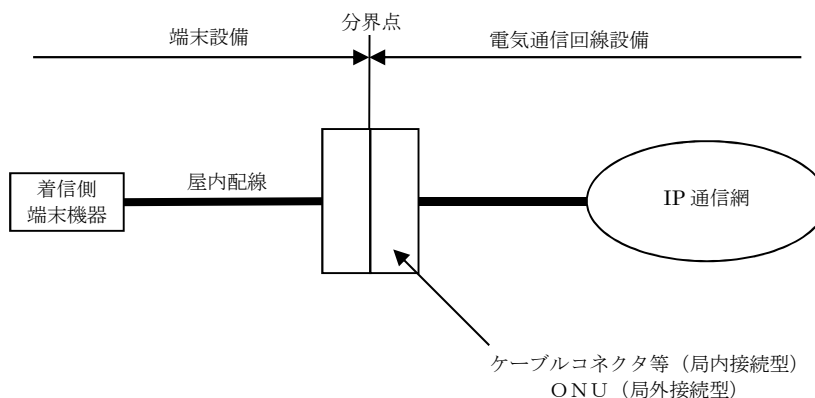 分界点
端末設備
電気通信回線設備
着信側
端末機器
屋内配線
IP 通信網
ケーブルコネクタ等（局内接続型）
ＯＮＵ（局外接続型）